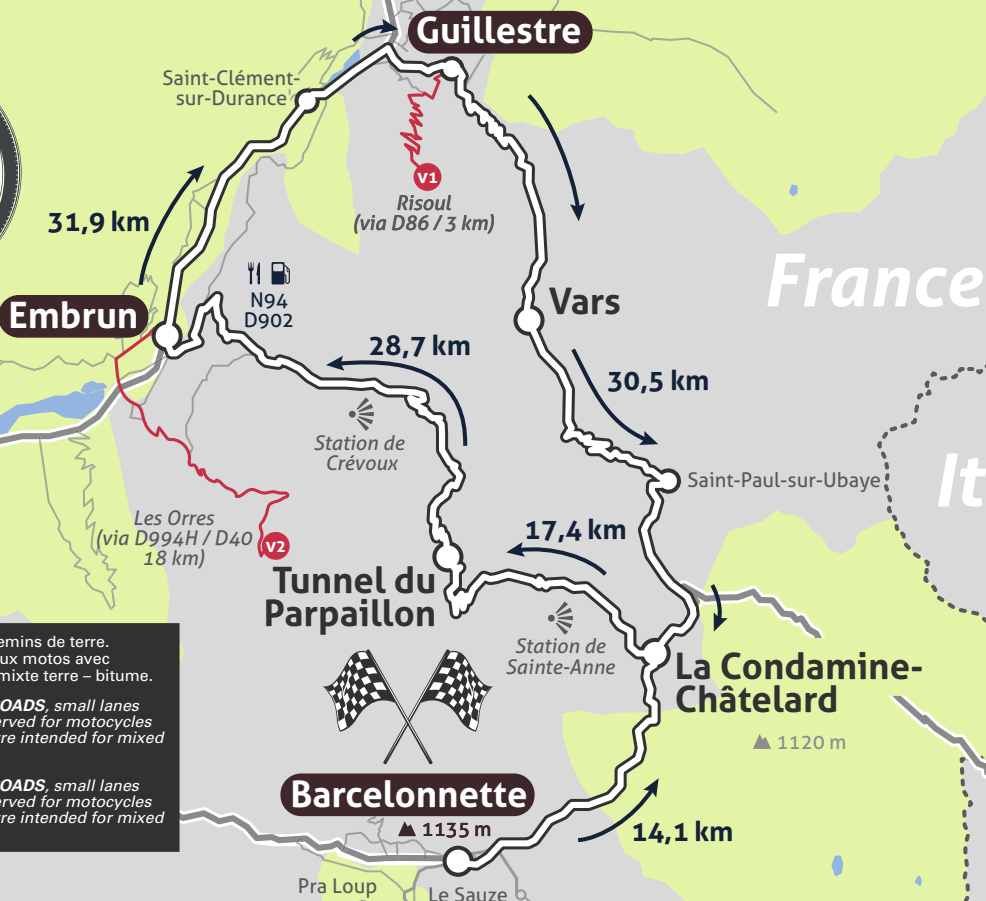 Guillestre
Saint-Clément-
sur-Durance
v1
Risoul
(via D86 / 3 km)
31,9 km
France
N94
D902
Embrun
Vars
28,7 km
30,5 km
Station de
Crévoux
Saint-Paul-sur-Ubaye
It
Les Orres
(via D994H / D40
18 km)
v2
17,4 km
Tunnel du
Parpaillon
Station de
Sainte-Anne
emins de terre.
ux motos avec
mixte terre – bitume.
OADS, small lanes
erved for motocycles
re intended for mixed
OADS, small lanes
erved for motocycles
re intended for mixed
La Condamine-
Châtelard
1120 m
Barcelonnette
1135 m
14,1 km
Pra Loup
Le Sauze